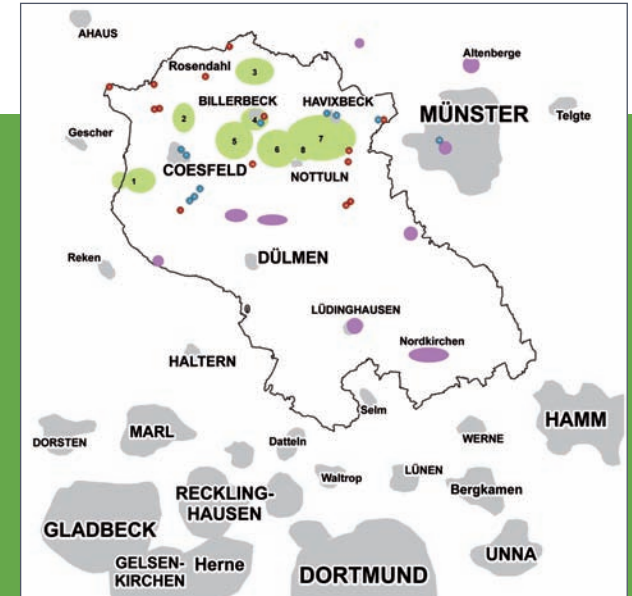 AHAUS
Altenberge
Rosendahl
3
BILLERBECK
HAVIXBECK
MÜNSTER
Telgte
2
4
Gescher
5
6
7
8
COESFELD
NOTTULN
1
Reken
DÜLMEN
LÜDINGHAUSEN
Nordkirchen
HALTERN
Selm
HAMM
DORSTEN
MARL
Datteln
WERNE
Waltrop
LÜNEN
Bergkamen
RECKLING-
HAUSEN
GLADBECK
UNNA
GELSEN-
KIRCHEN
Herne
DORTMUND